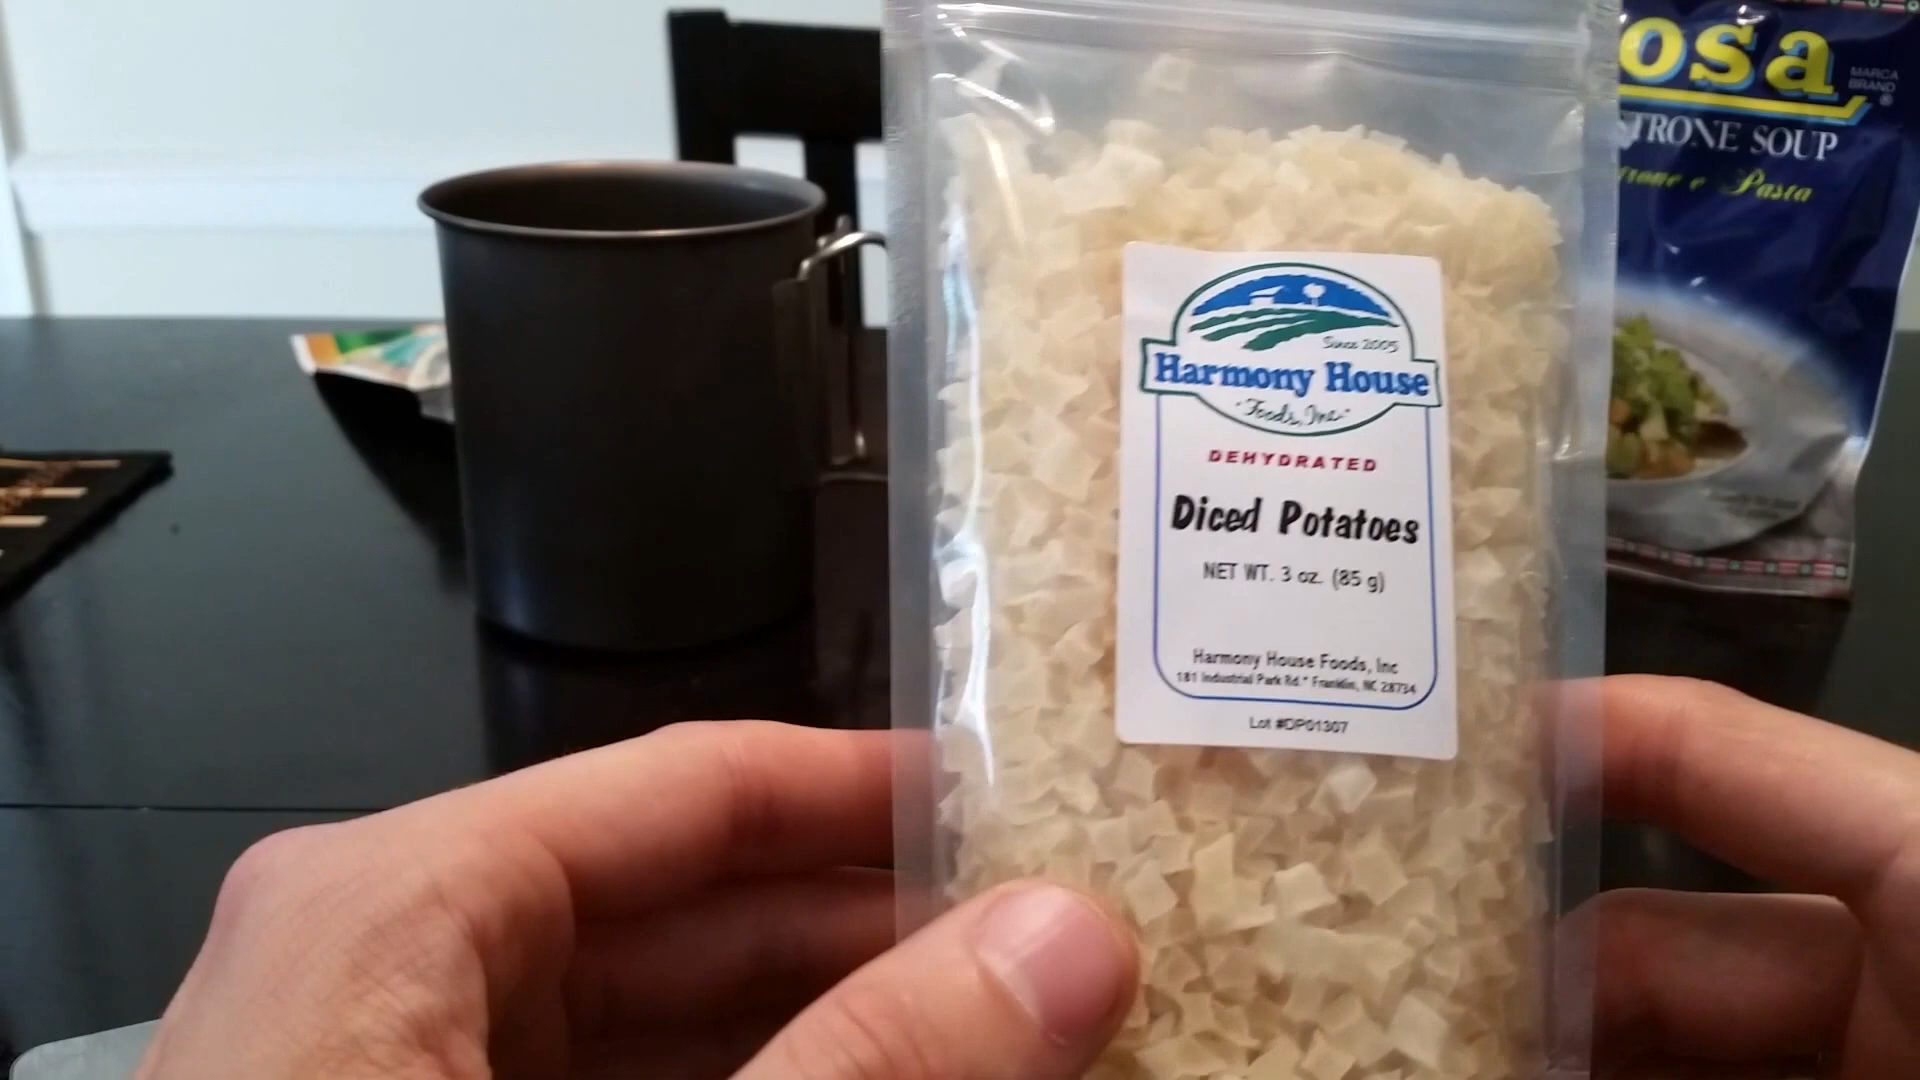 Since 2005
Harmony House
Foods, Inc.
DEHYDRATED
Diced Potatoes
NET WT. 3 oz. (85 g)
Harmony House Foods, Inc
181 Industrial Park Rd.* Franklin, NC 28734
Lot #DP01307
osa
MARCA
BRAND
®
STRONE SOUP
trone e Pasta